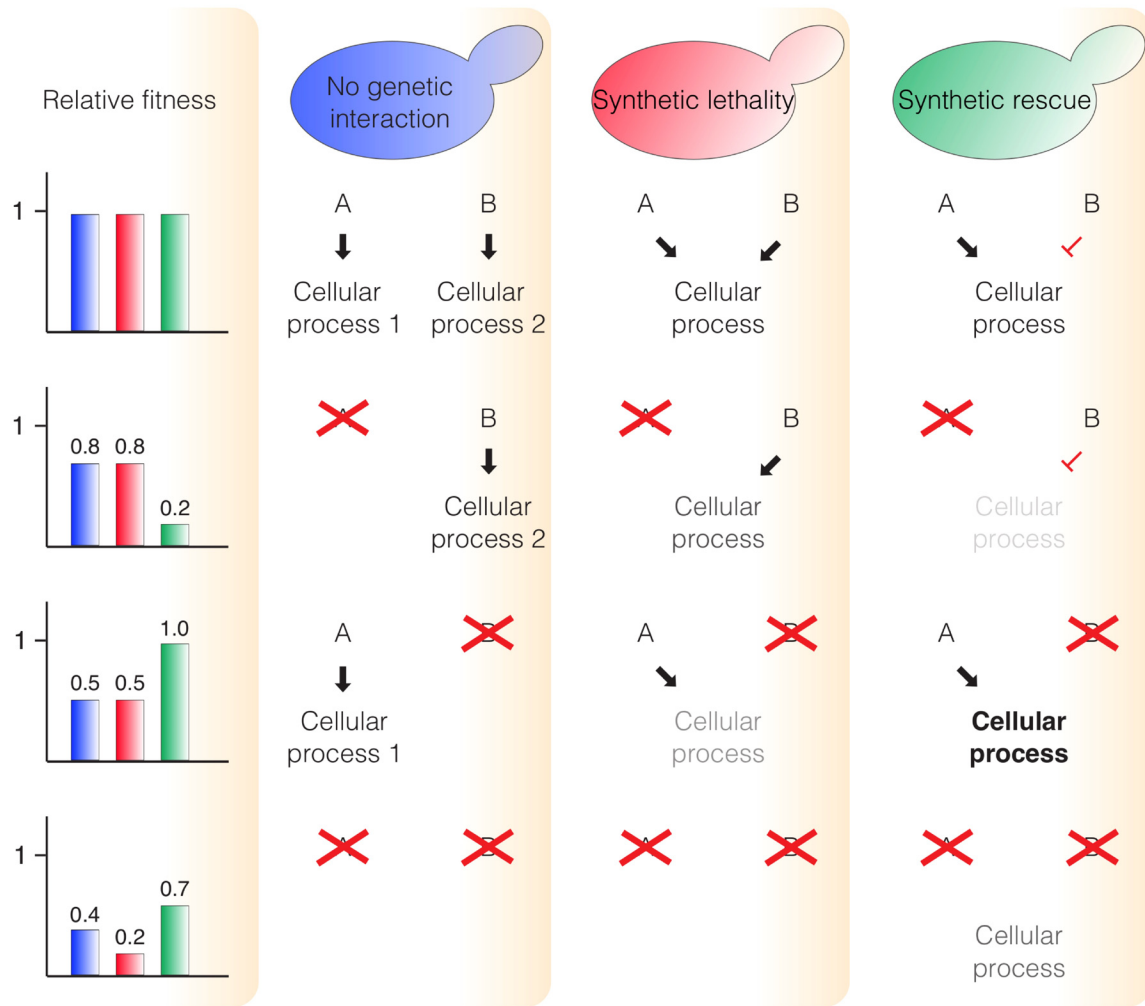 Relative fitness
No genetic
interaction
Synthetic lethality
Synthetic rescue
1
A
B
A
B
A
B
Cellular
process 1
Cellular
process 2
Cellular
process
Cellular
process
1
0.8
0.8
0.2
A
B
A
B
A
B
Cellular
process 2
Cellular
process
Cellular
process
1
0.5
0.5
1.0
A
B
A
B
A
B
Cellular
process 1
Cellular
process
Cellular
process
1
0.4
0.2
0.7
A
B
A
B
A
B
Cellular
process